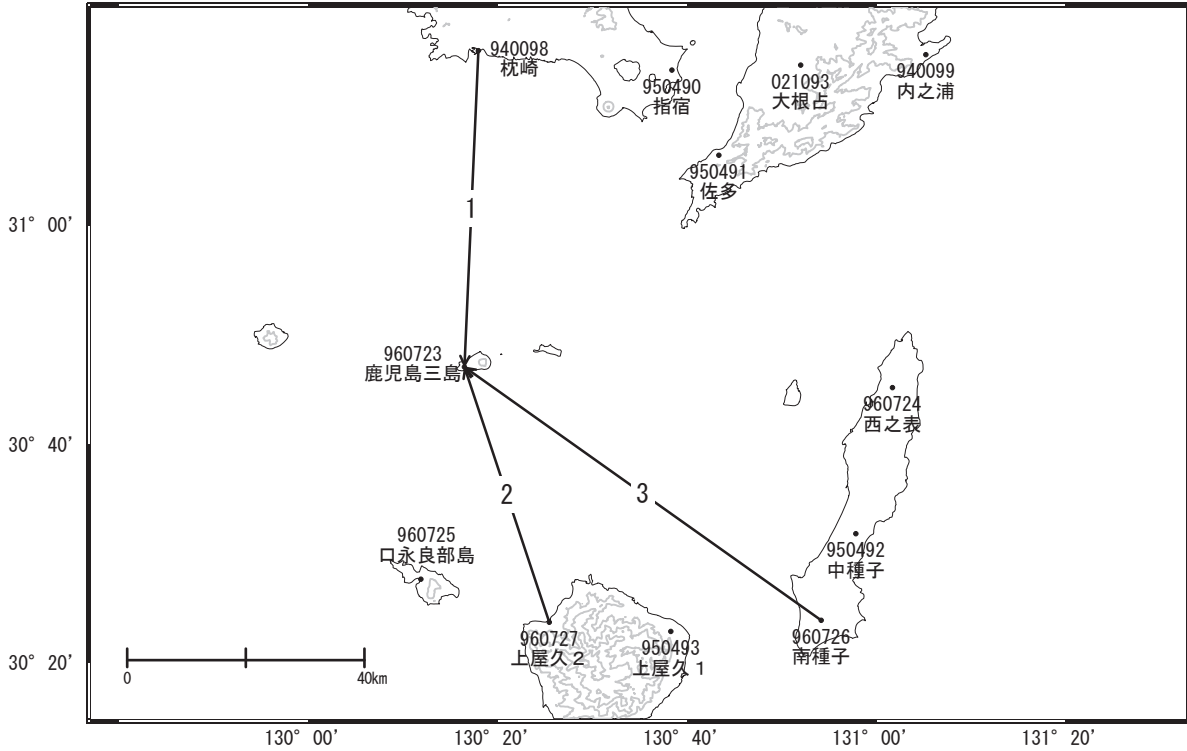 940098
枕崎
950490
指宿
021093
大根占
940099
内之浦
950491
佐多
1
31° 00'
960723
鹿児島三島
960724
西之表
30° 40'
2
3
960725
口永良部島
950492
中種子
960727
上屋久２
950493
上屋久１
960726
南種子
30° 20'
0
40km
130° 00'
130° 20'
130° 40'
131° 00'
131° 20'